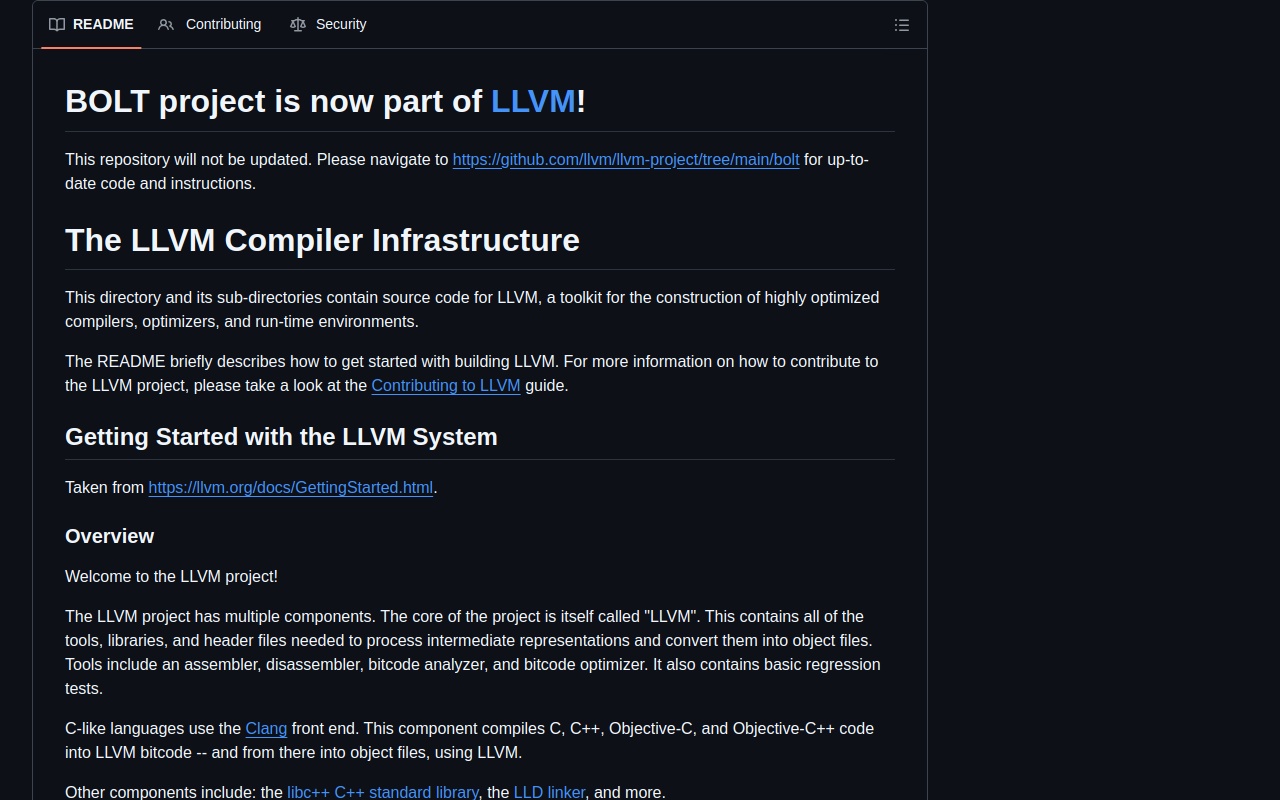 README
Contributing
Security
BOLT project is now part of LLVM!
This repository will not be updated. Please navigate to https://github.com/llvm/llvm-project/tree/main/bolt for up-to-
date code and instructions.
The LLVM Compiler Infrastructure
This directory and its sub-directories contain source code for LLVM, a toolkit for the construction of highly optimized
compilers, optimizers, and run-time environments.
The README briefly describes how to get started with building LLVM. For more information on how to contribute to
the LLVM project, please take a look at the Contributing to LLVM guide.
Getting Started with the LLVM System
Taken from https://llvm.org/docs/GettingStarted.html.
Overview
Welcome to the LLVM project!
The LLVM project has multiple components. The core of the project is itself called "LLVM". This contains all of the
tools, libraries, and header files needed to process intermediate representations and convert them into object files.
Tools include an assembler, disassembler, bitcode analyzer, and bitcode optimizer. It also contains basic regression
tests.
C-like languages use the Clang front end. This component compiles C, C++, Objective-C, and Objective-C++ code
into LLVM bitcode -- and from there into object files, using LLVM.
Other components include: the libc++ C++ standard library, the LLD linker, and more.